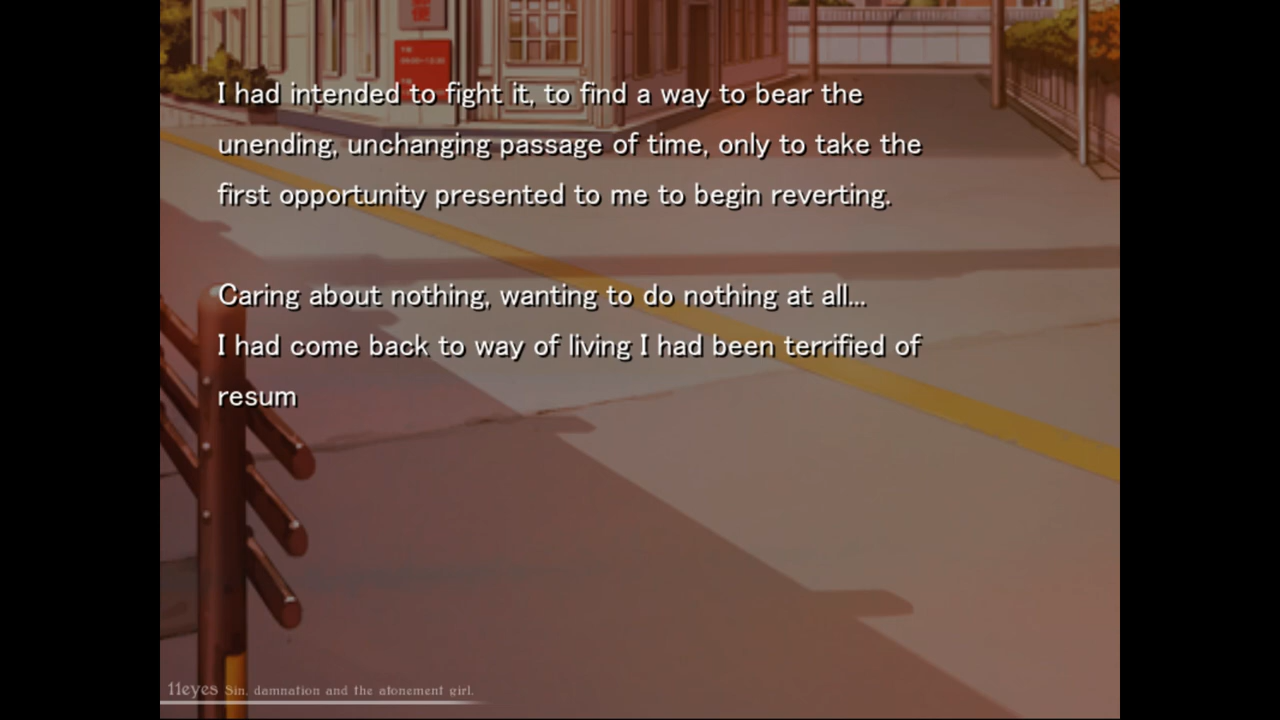 I had intended to fight it, to find a way to bear the
unending, unchanging passage of time, only to take the
first opportunity presented to me to begin reverting.
Caring about nothing, wanting to do nothing at all...
I had come back to way of living I had been terrified of
resum
11eyes Sin, damnation and the atonement girl.